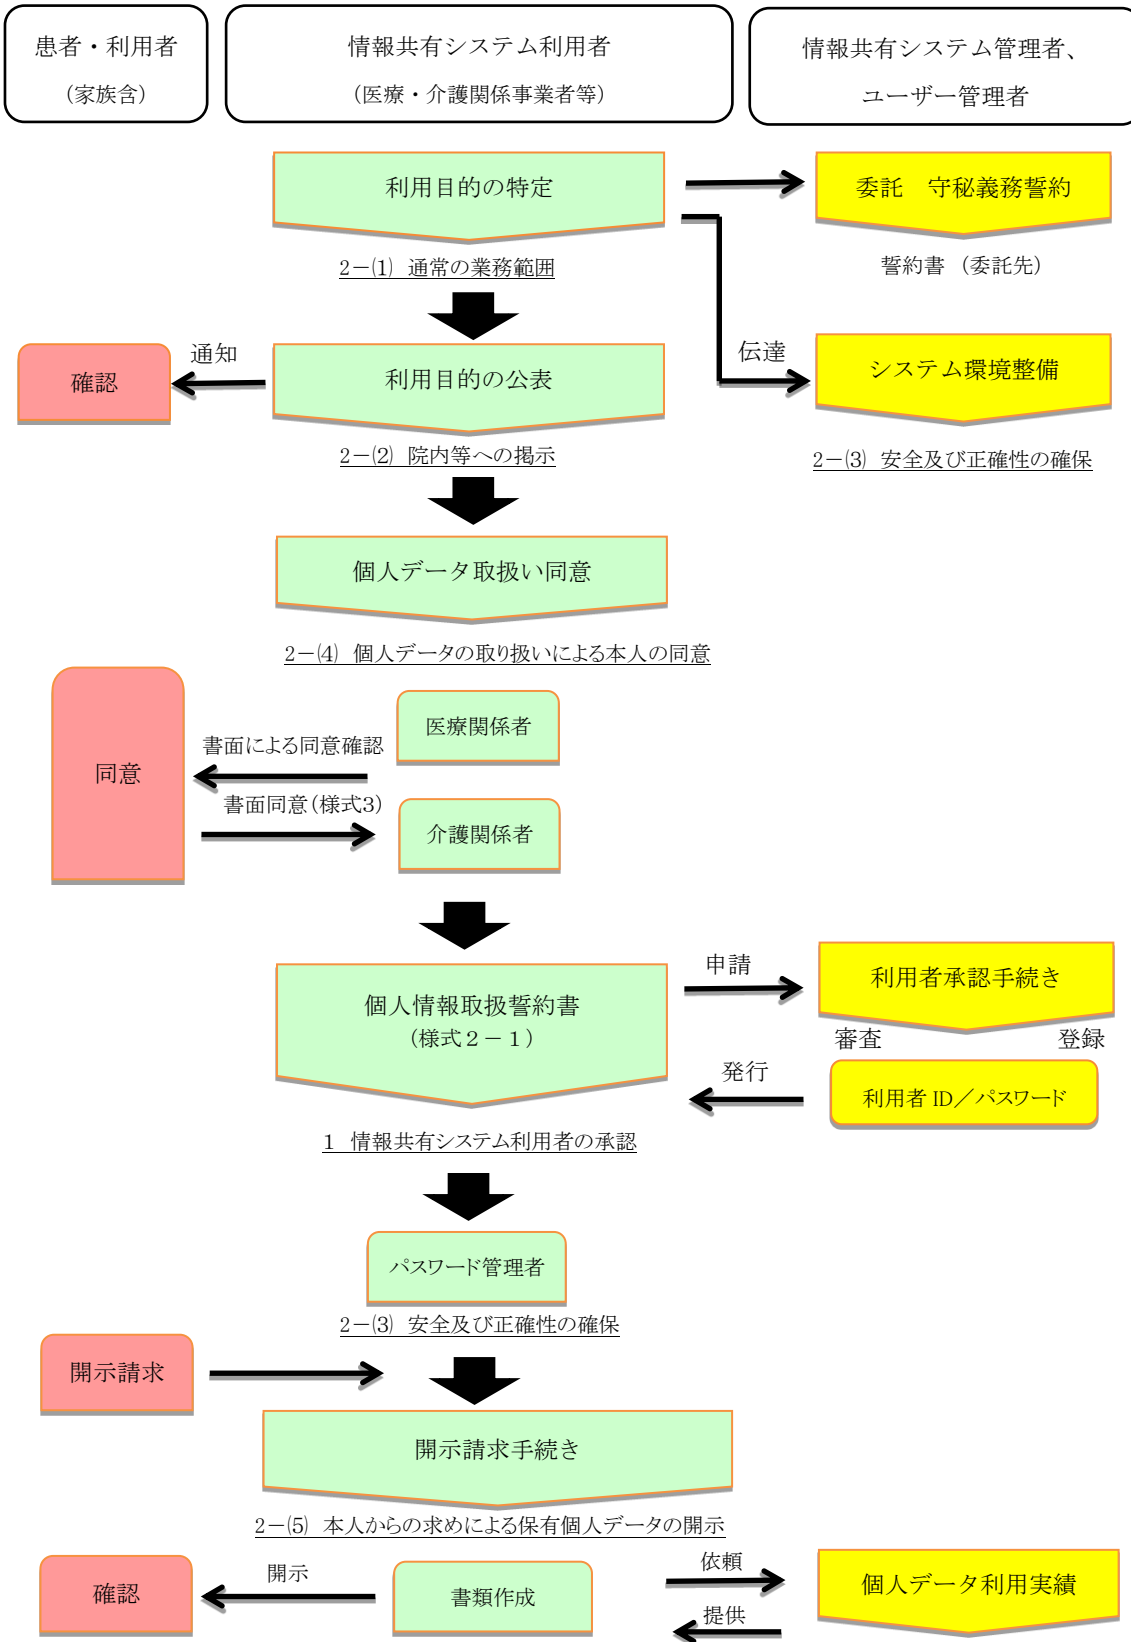 患者・利用者
（家族含）
情報共有システム利用者
（医療・介護関係事業者等）
情報共有システム管理者、
ユーザー管理者
利用目的の特定
委託　守秘義務誓約
2－⑴ 通常の業務範囲
誓約書 （委託先）
通知
確認
利用目的の公表
伝達
システム環境整備
2－⑵ 院内等への掲示
2－⑶ 安全及び正確性の確保
個人データ取扱い同意
2－⑷ 個人データの取り扱いによる本人の同意
同意
医療関係者
書面による同意確認
書面同意（様式3）
介護関係者
個人情報取扱誓約書
（様式２－１）
申請
利用者承認手続き
審査
登録
発行
利用者 ID／パスワード
1 情報共有システム利用者の承認
パスワード管理者
2－⑶ 安全及び正確性の確保
開示請求
開示請求手続き
2－⑸ 本人からの求めによる保有個人データの開示
確認
開示
書類作成
依頼
提供
個人データ利用実績